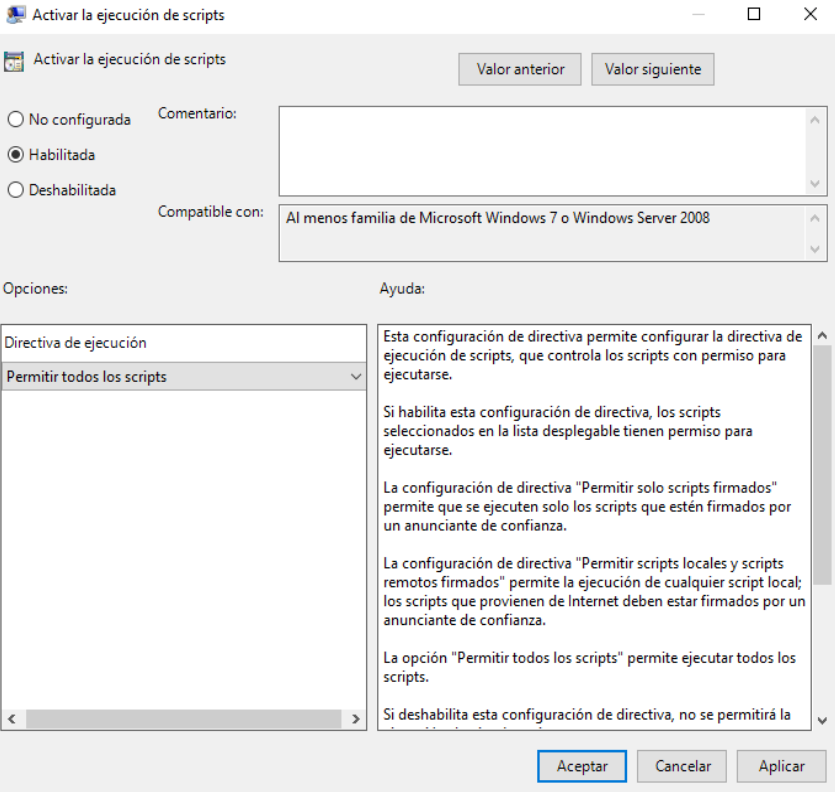 Activar la ejecución de scripts
Activar la ejecución de scripts
Valor anterior
Valor siguiente
No configurada
Habilitada
Deshabilitada
Comentario:
Compatible con:
Al menos familia de Microsoft Windows 7 o Windows Server 2008
Opciones:
Ayuda:
Directiva de ejecución
Permitir todos los scripts
Esta configuración de directiva permite configurar la directiva de
ejecución de scripts, que controla los scripts con permiso para
ejecutarse.
Si habilita esta configuración de directiva, los scripts
seleccionados en la lista desplegable tienen permiso para
ejecutarse.
La configuración de directiva "Permitir solo scripts firmados"
permite que se ejecuten solo los scripts que estén firmados por
un anunciante de confianza.
La configuración de directiva "Permitir scripts locales y scripts
remotos firmados" permite la ejecución de cualquier script local;
los scripts que provienen de Internet deben estar firmados por un
anunciante de confianza.
La opción "Permitir todos los scripts" permite ejecutar todos los
scripts.
Si deshabilita esta configuración de directiva, no se permitirá la
Aceptar
Cancelar
Aplicar